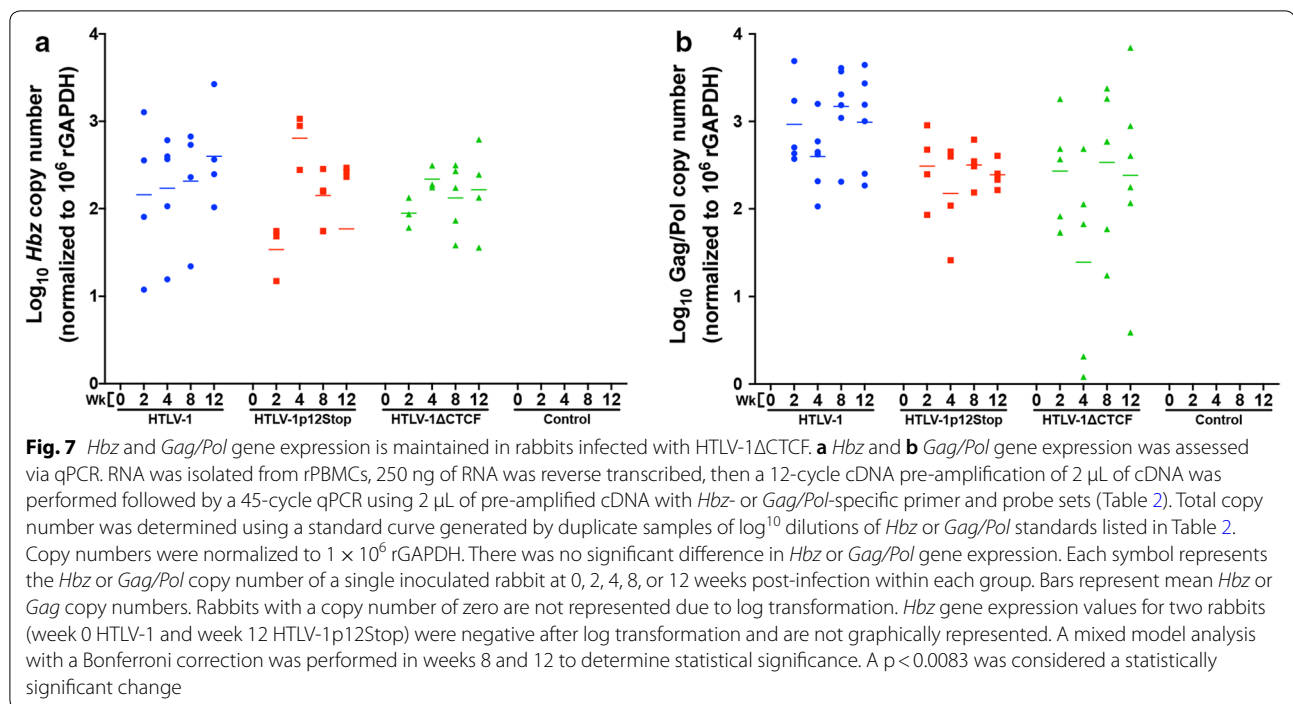 a
Log10 Hbz copy number
(normalized to 10^6 rGAPDH)
4
3
2
1
0
Wk
0 2 4 8 12 0 2 4 8 12 0 2 4 8 12 0 2 4 8 12
HTLV-1 HTLV-1p12Stop HTLV-1ΔCTCF Control
b
Log10 Gag/Pol copy number
(normalized to 10^6 rGAPDH)
4
3
2
1
0
Wk
0 2 4 8 12 0 2 4 8 12 0 2 4 8 12 0 2 4 8 12
HTLV-1 HTLV-1p12Stop HTLV-1ΔCTCF Control
Fig. 7 Hbz and Gag/Pol gene expression is maintained in rabbits infected with HTLV-1ΔCTCF. a Hbz and b Gag/Pol gene expression was assessed
via qPCR. RNA was isolated from rPBMCs, 250 ng of RNA was reverse transcribed, then a 12-cycle cDNA pre-amplification of 2 μL of cDNA was
performed followed by a 45-cycle qPCR using 2 μL of pre-amplified cDNA with Hbz- or Gag/Pol-specific primer and probe sets (Table 2). Total copy
number was determined using a standard curve generated by duplicate samples of log^10 dilutions of Hbz or Gag/Pol standards listed in Table 2.
Copy numbers were normalized to 1 × 10^6 rGAPDH. There was no significant difference in Hbz or Gag/Pol gene expression. Each symbol represents
the Hbz or Gag/Pol copy number of a single inoculated rabbit at 0, 2, 4, 8, or 12 weeks post-infection within each group. Bars represent mean Hbz or
Gag copy numbers. Rabbits with a copy number of zero are not represented due to log transformation. Hbz gene expression values for two rabbits
(week 0 HTLV-1 and week 12 HTLV-1p12Stop) were negative after log transformation and are not graphically represented. A mixed model analysis
with a Bonferroni correction was performed in weeks 8 and 12 to determine statistical significance. A p < 0.0083 was considered a statistically
significant change